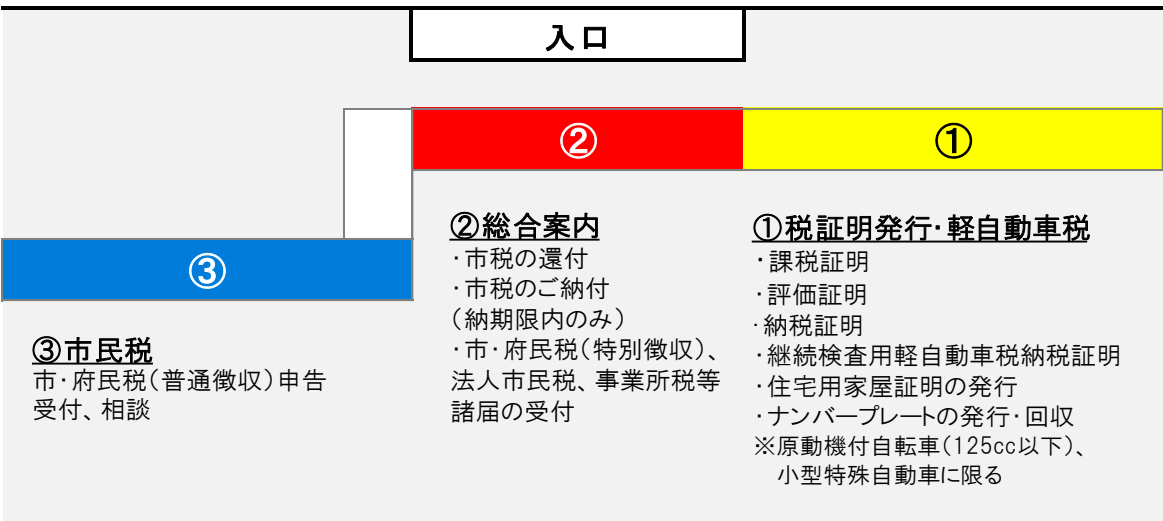 入口
②
①
③
②総合案内
・市税の還付
・市税のご納付
（納期限内のみ）
・市・府民税（特別徴収）、
法人市民税、事業所税等
諸届の受付
①税証明発行・軽自動車税
・課税証明
・評価証明
・納税証明
・継続検査用軽自動車税納税証明
・住宅用家屋証明の発行
・ナンバープレートの発行・回収
※原動機付自転車（125cc以下）、
小型特殊自動車に限る
③市民税
市・府民税（普通徴収）申告
受付、相談